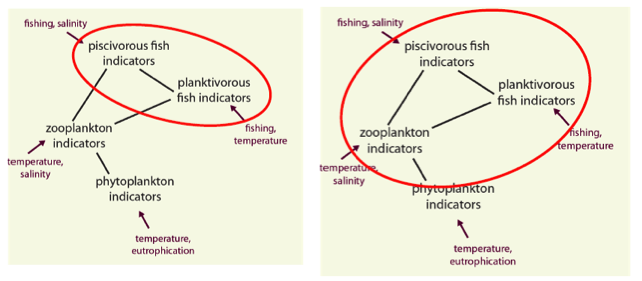 fishing, salinity
piscivorous fish
indicators
planktivorous
fish indicators
zooplankton
indicators
fishing,
temperature
temperature,
salinity
phytoplankton
indicators
temperature,
eutrophication
fishing, salinity
piscivorous fish
indicators
planktivorous
fish indicators
zooplankton
indicators
fishing,
temperature
temperature,
salinity
phytoplankton
indicators
temperature,
eutrophication